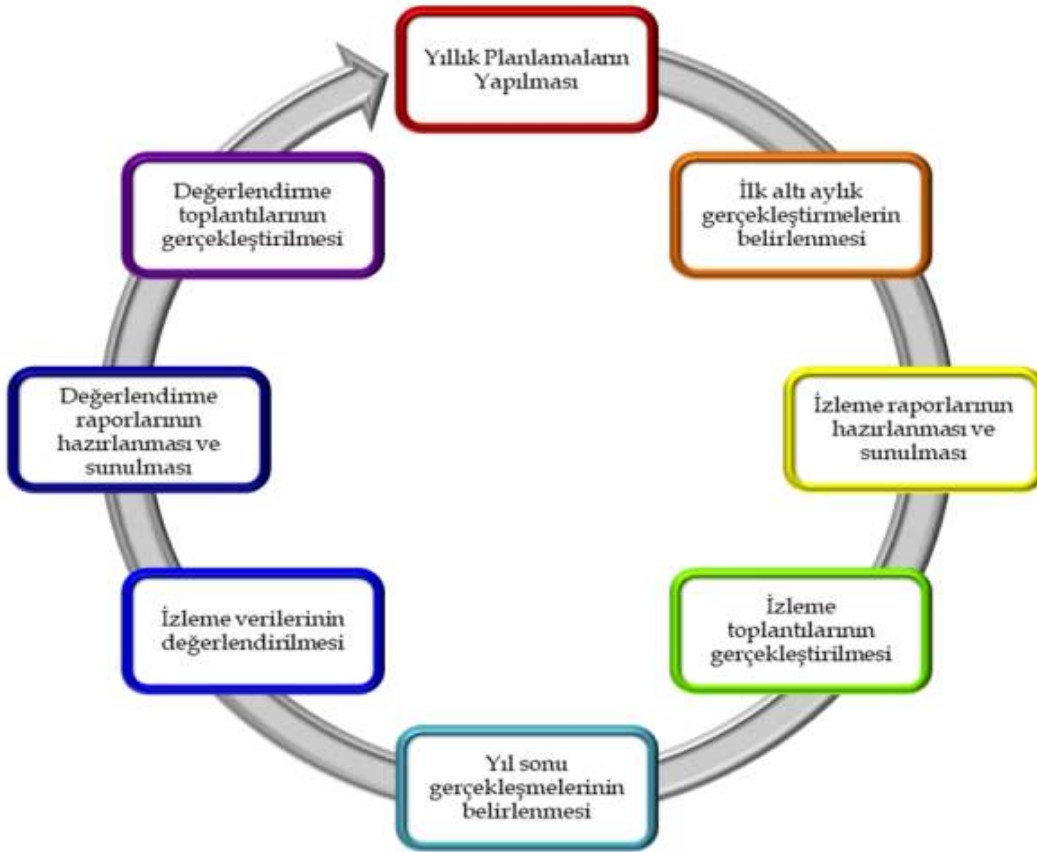 Yıllık Planlamaların
Yapılması
İlk altı aylık
gerçekleştirmelerin
belirlenmesi
İzleme raporlarının
hazırlanması ve
sunulması
İzleme
toplantılarının
gerçekleştirilmesi
Yıl sonu
gerçekleşmelerinin
belirlenmesi
İzleme verilerinin
değerlendirilmesi
Değerlendirme
raporlarının
hazırlanması ve
sunulması
Değerlendirme
toplantılarının
gerçekleştirilmesi